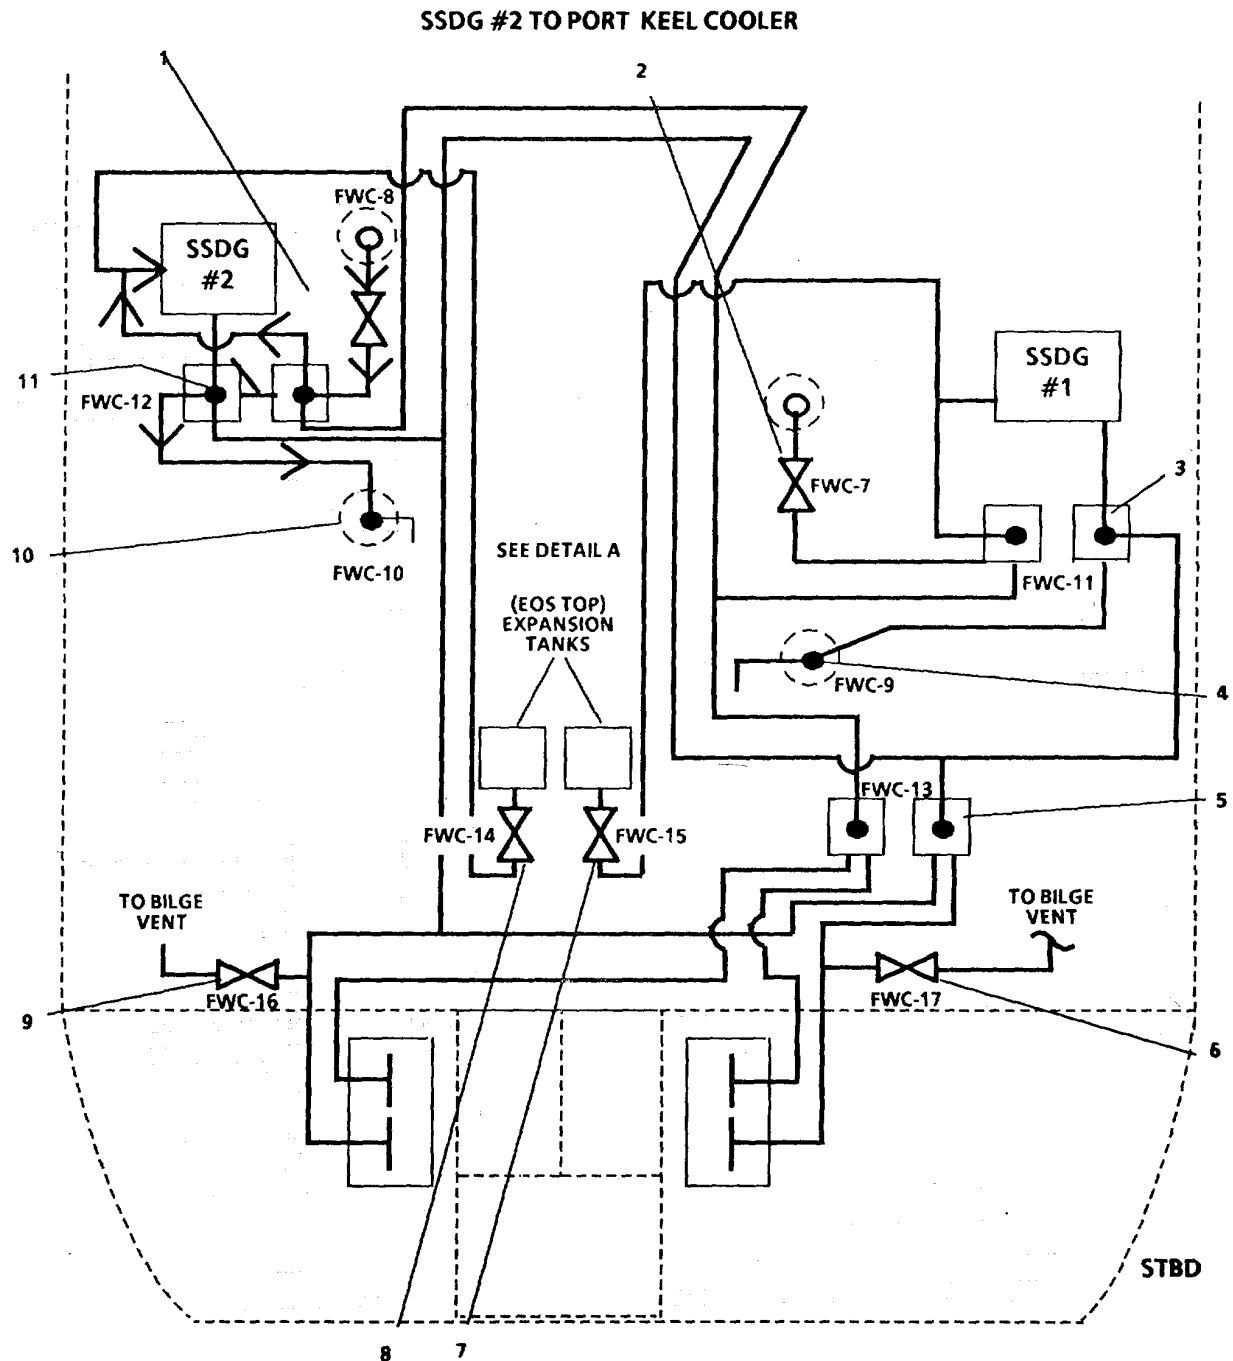 SSDG #2 TO PORT KEEL COOLER
1
2
FWC-8
SSDG
#2
SSDG
#1
11
FWC-12
3
FWC-7
10
SEE DETAIL A
FWC-10
FWC-11
(EOS TOP)
EXPANSION
TANKS
FWC-9
4
FWC-13
5
FWC-14
FWC-15
TO BILGE
VENT
TO BILGE
VENT
FWC-16
FWC-17
9
6
STBD
8
7